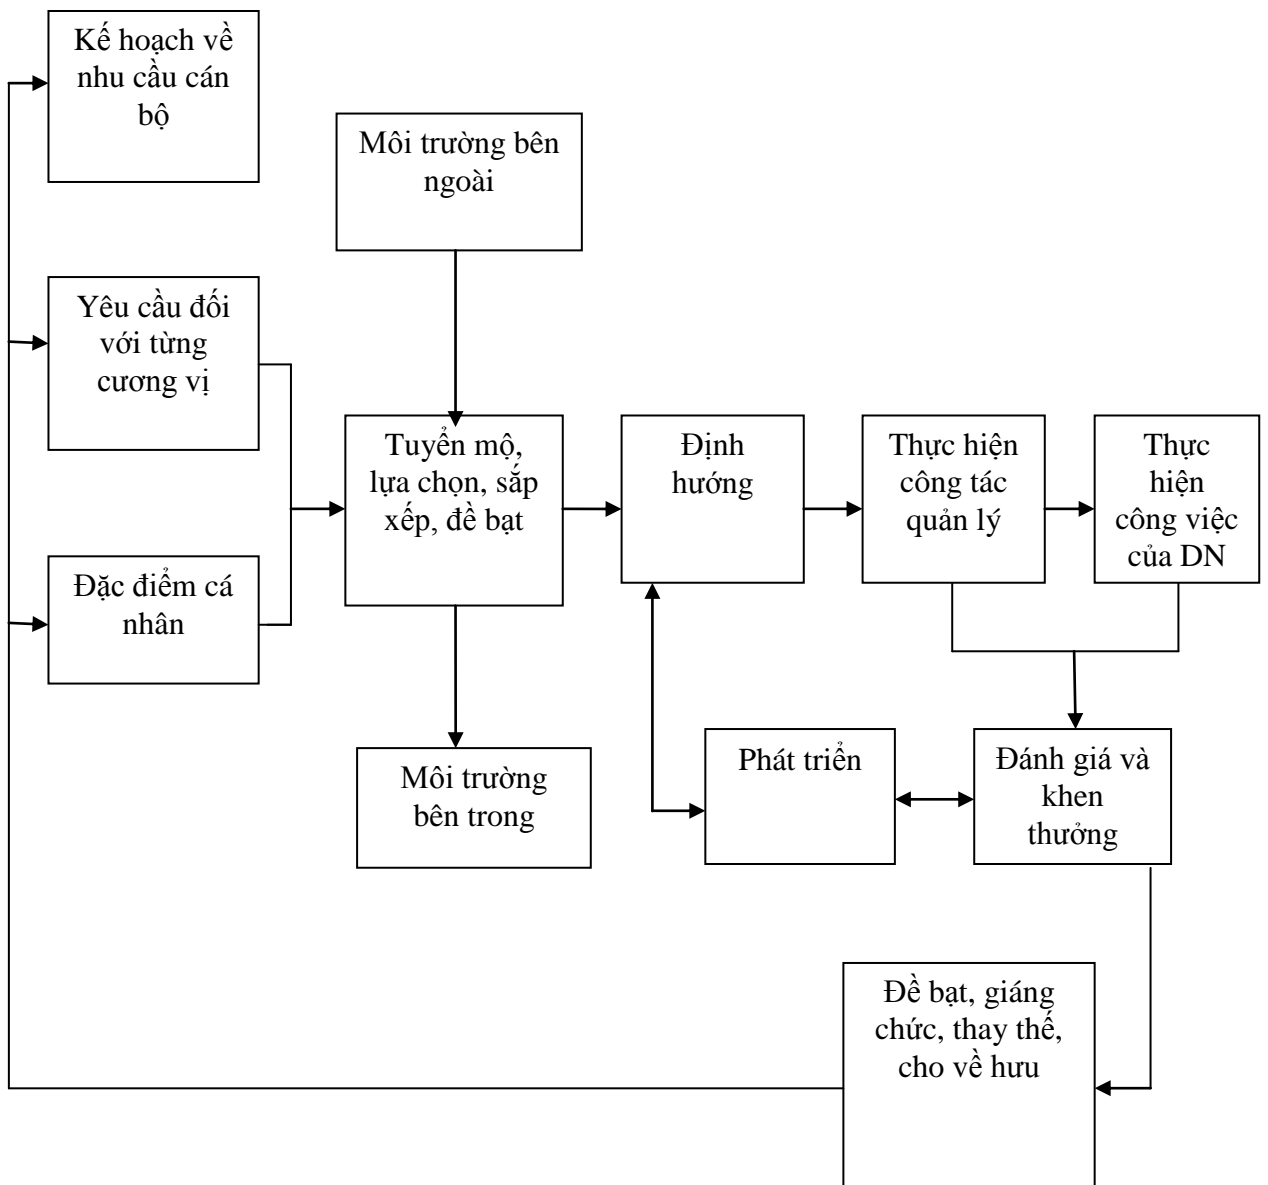 Kế hoạch về
nhu cầu cán
bộ
Môi trường bên
ngoài
Yêu cầu đối
với từng
cương vị
Tuyển mộ,
lựa chọn, sắp
xếp, đề bạt
Định
hướng
Thực hiện
công tác
quản lý
Thực
hiện
công việc
của DN
Đặc điểm cá
nhân
Môi trường
bên trong
Phát triển
Đánh giá và
khen
thưởng
Đề bạt, giáng
chức, thay thế,
cho về hưu